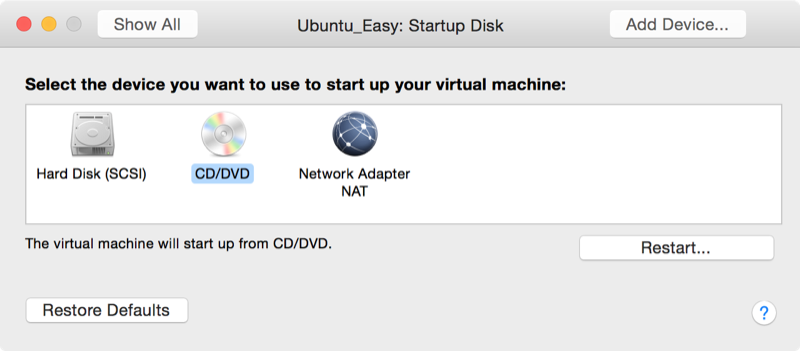 Show All
Ubuntu_Easy: Startup Disk
Add Device...
Select the device you want to use to start up your virtual machine:
Hard Disk (SCSI)
CD/DVD
Network Adapter
NAT
The virtual machine will start up from CD/DVD.
Restart...
Restore Defaults
?